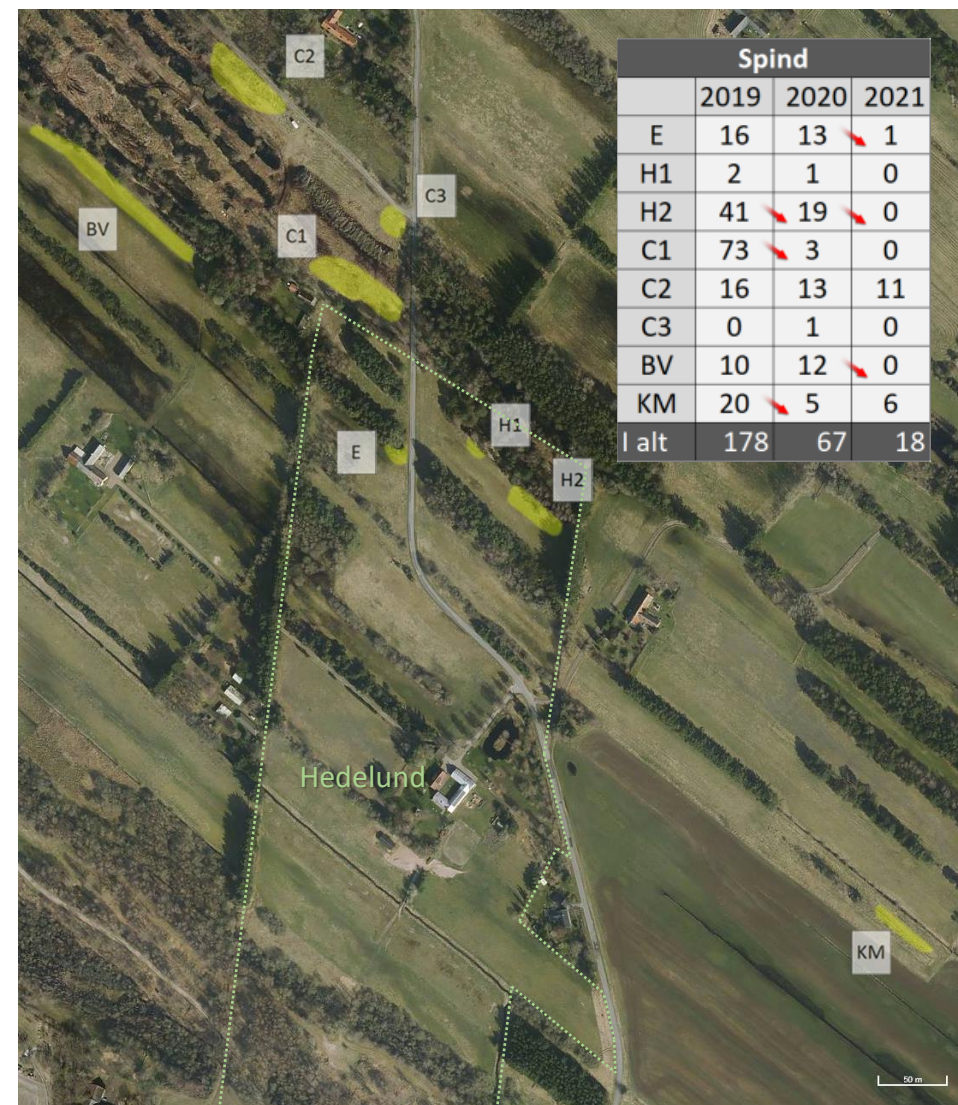 C2
C3
BV
C1
H1
E
H2
Hedelund
KM
50 m
Spind
2019 2020 2021
E 16 13 1
H1 2 1 0
H2 41 19 0
C1 73 3 0
C2 16 13 11
C3 0 1 0
BV 10 12 0
KM 20 5 6
I alt 178 67 18